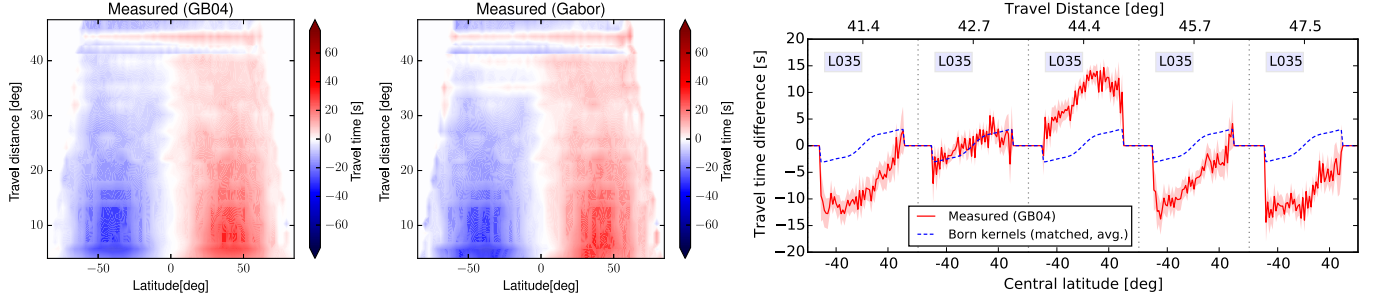 Measured (GB04)
Travel distance [deg]
40
30
20
10
−50
0
50
Latitude[deg]
60
40
20
0
−20
−40
−60
Travel time [s]
Measured (Gabor)
Travel distance [deg]
40
30
20
10
−50
0
50
Latitude[deg]
60
40
20
0
−20
−40
−60
Travel time [s]
Travel Distance [deg]
41.4 42.7 44.4 45.7 47.5
Travel time difference [s]
20
15
10
5
0
−5
−10
−15
−20
L035 L035 L035 L035 L035
Measured (GB04)
Born kernels (matched, avg.)
-40 40 -40 40 -40 40 -40 40 -40 40
Central latitude [deg]